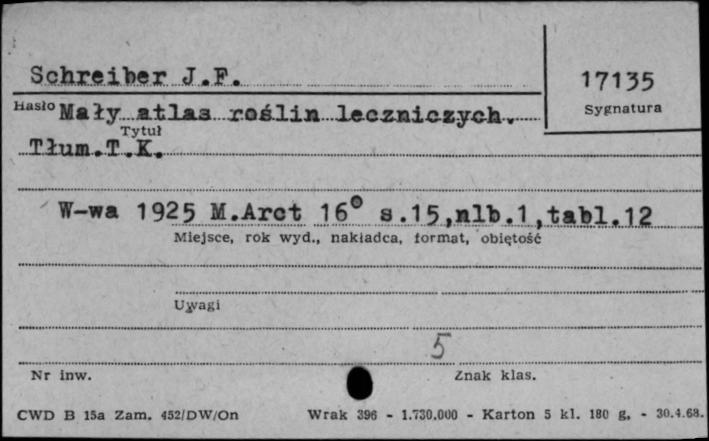 Schreiber J.F.
17135
Hasło Mały atlas roślin leczniczych.
Sygnatura
Tytuł
Tłum.T.K.
W-wa 1925 M.Arct 16° s.15,nlb.1,tabl.12
Miejsce, rok wyd., nakładca, format, objętość
Uwagi
5
Nr inw.
Znak klas.
CWD B 15a Zam. 452/DW/On Wrak 396 - 1.730.000 - Karton 5 kl. 180 g. - 30.4.68.